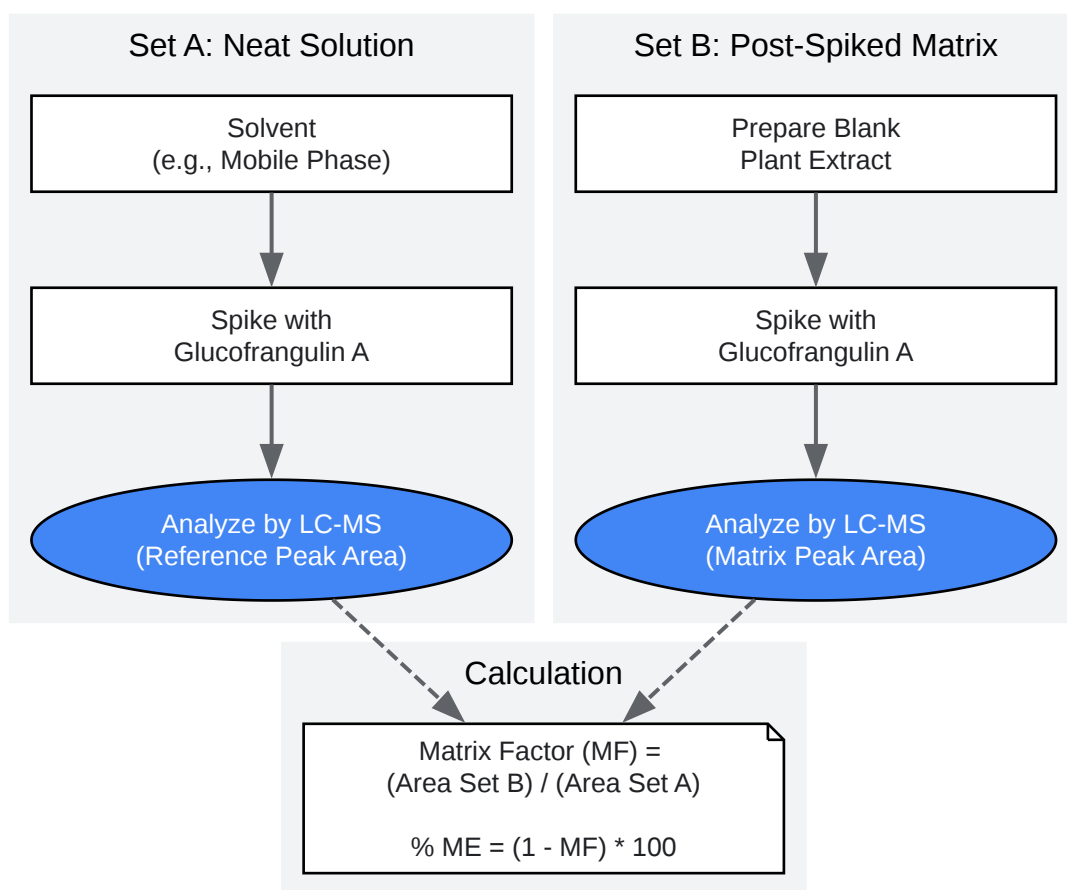 Set A: Neat Solution
Solvent
(e.g., Mobile Phase)
Spike with
Glucofrangulin A
Analyze by LC-MS
(Reference Peak Area)
Set B: Post-Spiked Matrix
Prepare Blank
Plant Extract
Spike with
Glucofrangulin A
Analyze by LC-MS
(Matrix Peak Area)
Calculation
Matrix Factor (MF) =
(Area Set B) / (Area Set A)
% ME = (1 - MF) * 100